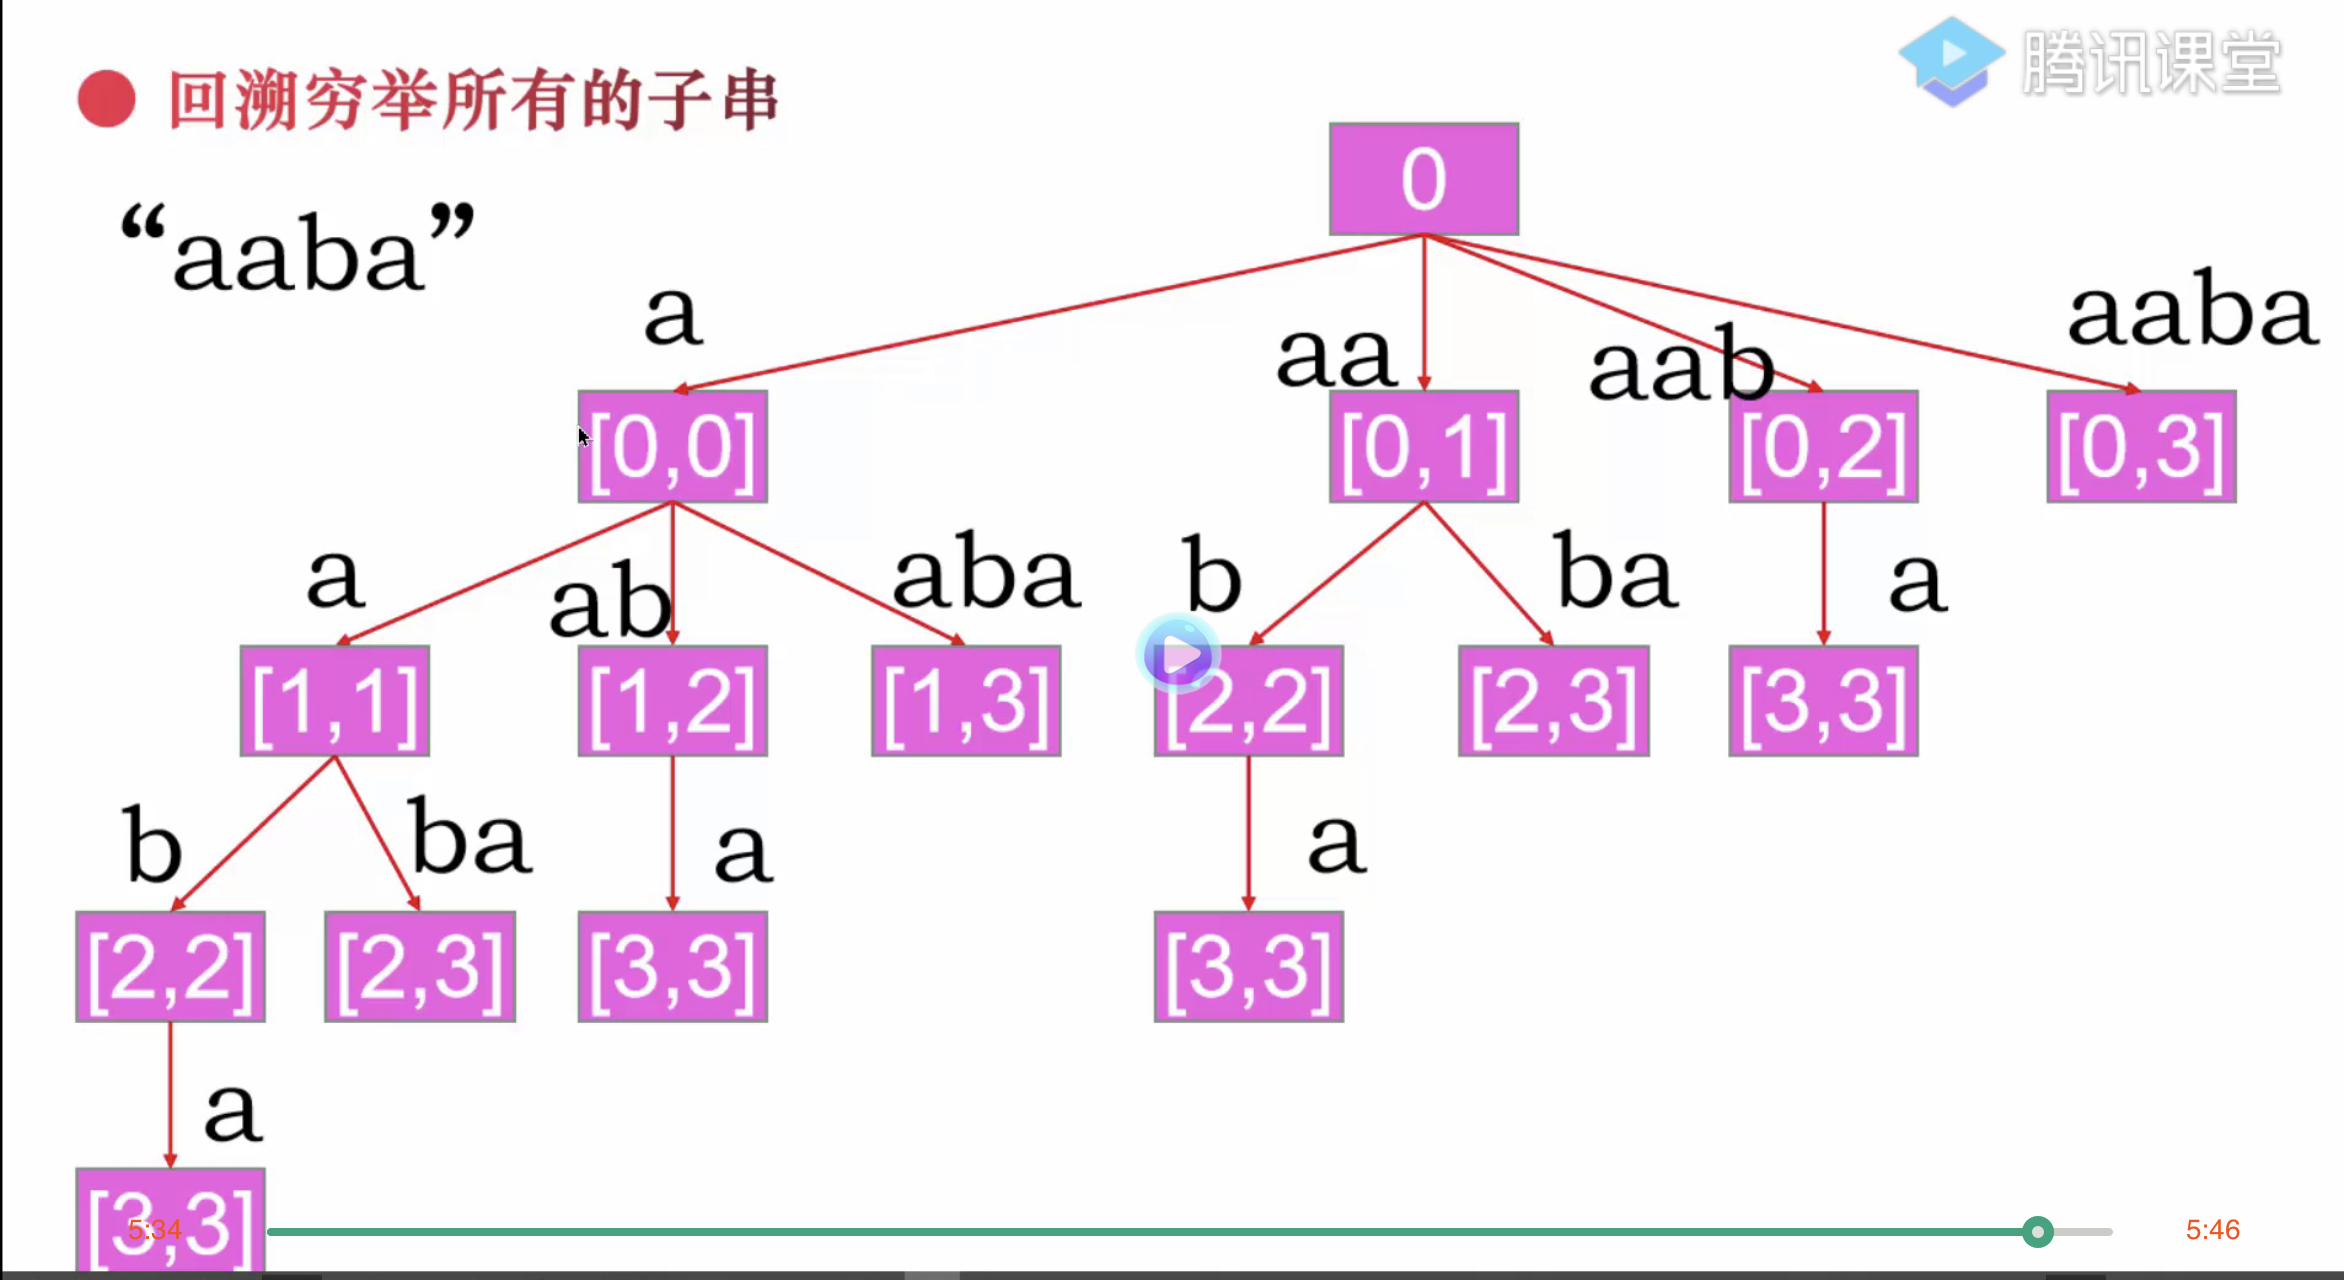 腾讯课堂
回溯穷举所有的子串
“aaba”
0
a
aa
aab
aaba
[0,0]
[0,1]
[0,2]
[0,3]
a
ab
aba
b
ba
a
[1,1]
[1,2]
[1,3]
[2,2]
[2,3]
[3,3]
b
ba
a
a
[2,2]
[2,3]
[3,3]
[3,3]
a
[3,3]
5:34
5:46